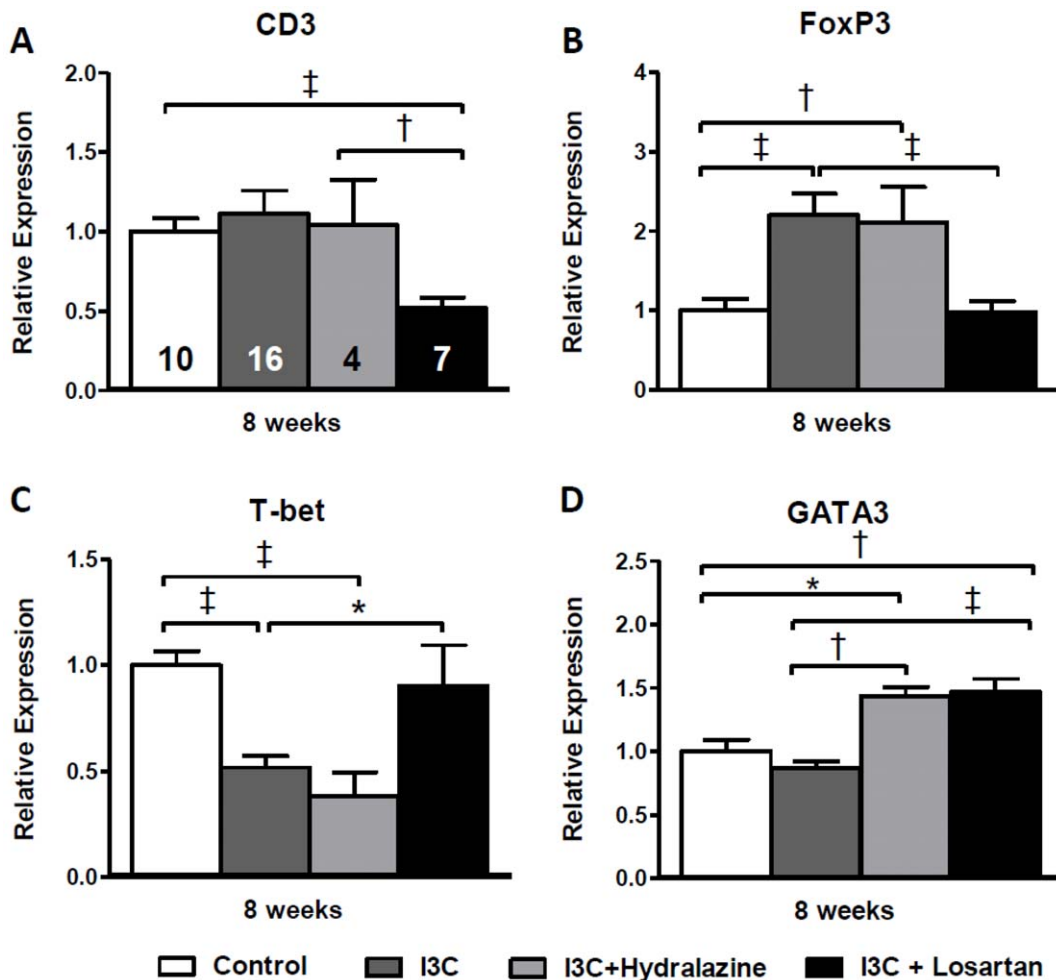 A
CD3
Relative Expression
2.0
1.5
1.0
0.5
0.0
‡
†
10 16 4 7
8 weeks
B
FoxP3
Relative Expression
4
3
2
1
0
†
‡ ‡
8 weeks
C
T-bet
Relative Expression
1.5
1.0
0.5
0.0
‡
‡ *
8 weeks
D
GATA3
Relative Expression
2.5
2.0
1.5
1.0
0.5
0.0
†
* ‡
†
8 weeks
Control I3C I3C+Hydralazine I3C + Losartan